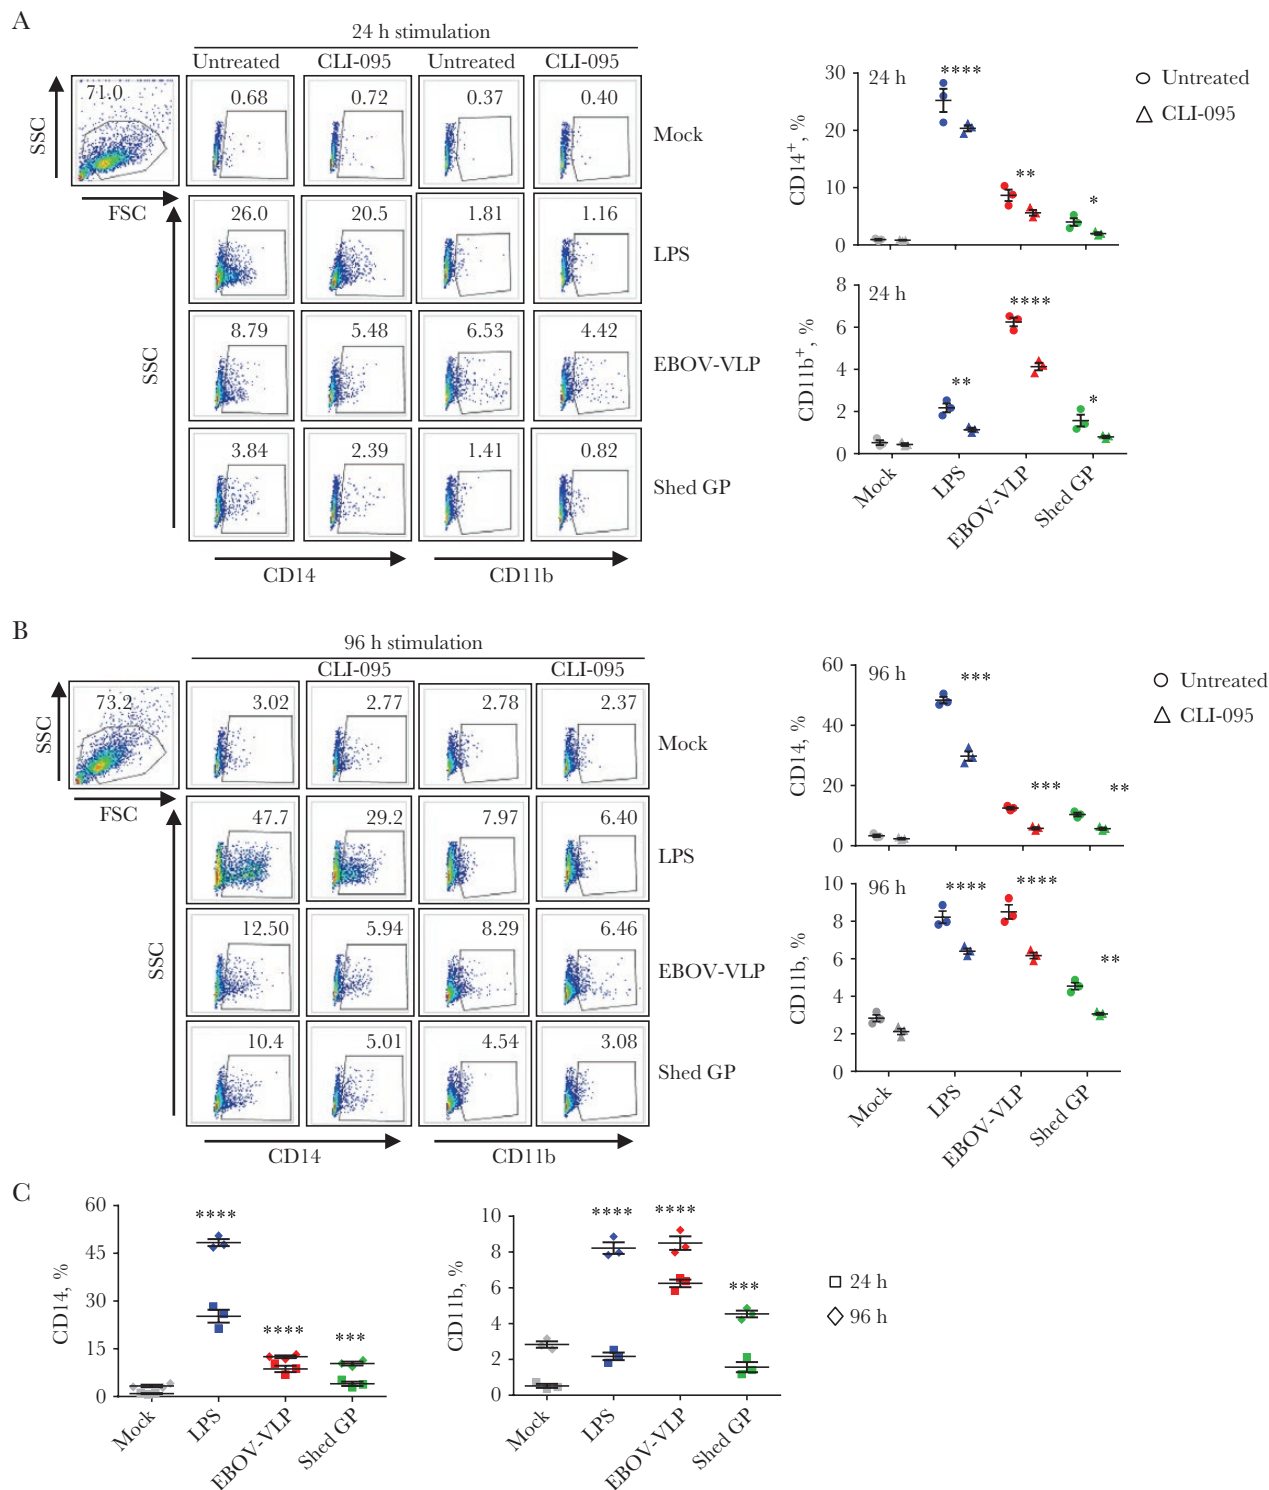 A
24 h stimulation
Untreated CLI-095 Untreated CLI-095
71.0 0.68 0.72 0.37 0.40
Mock
SSC
FSC
26.0 20.5 1.81 1.16
LPS
8.79 5.48 6.53 4.42
EBOV-VLP
SSC
3.84 2.39 1.41 0.82
Shed GP
CD14 CD11b
30 24 h ****
20
10 **
*
0
CD14+, %
Untreated
CLI-095
8 24 h ****
6
4
2 ** *
0
CD11b+, %
Mock LPS EBOV-VLP Shed GP
B
96 h stimulation
CLI-095 CLI-095
73.2 3.02 2.77 2.78 2.37
Mock
SSC
FSC
47.7 29.2 7.97 6.40
LPS
12.50 5.94 8.29 6.46
EBOV-VLP
SSC
10.4 5.01 4.54 3.08
Shed GP
CD14 CD11b
60 96 h ***
40
20 *** **
0
CD14, %
Untreated
CLI-095
10 96 h **** ****
8
6 **
4
2
0
CD11b, %
Mock LPS EBOV-VLP Shed GP
C
60 ****
45
30
15 **** ***
0
CD14, %
Mock LPS EBOV-VLP Shed GP
10 **** ****
8
6 ***
4
2
0
CD11b, %
Mock LPS EBOV-VLP Shed GP
24 h
96 h